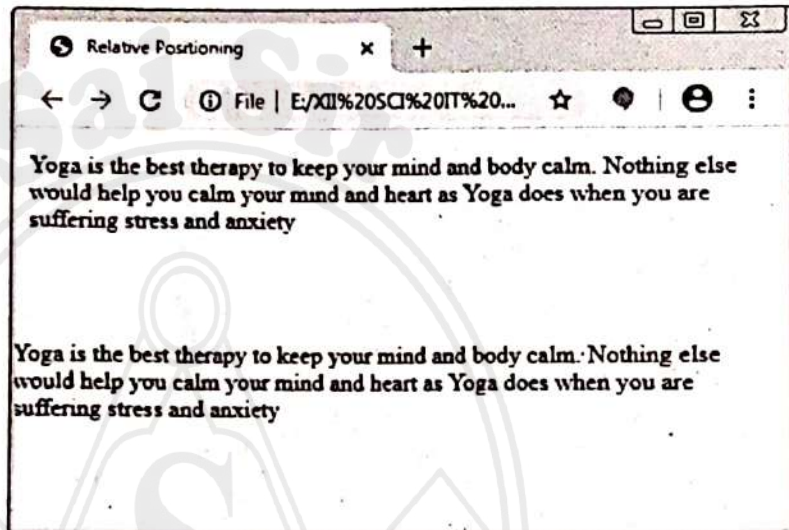 Relative Positioning
File | E:/XII%20SCI%20IT%20...
Yoga is the best therapy to keep your mind and body calm. Nothing else
would help you calm your mind and heart as Yoga does when you are
suffering stress and anxiety
Yoga is the best therapy to keep your mind and body calm. Nothing else
would help you calm your mind and heart as Yoga does when you are
suffering stress and anxiety
Sal Sir
S